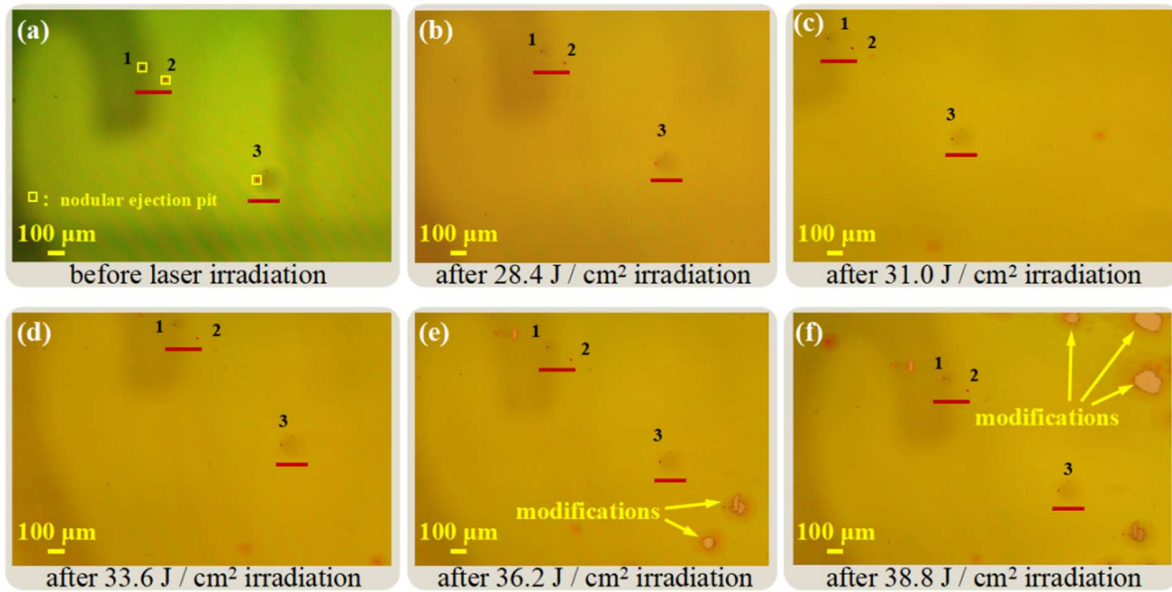 (a)
1
2
3
: nodular ejection pit
100 μm
before laser irradiation
(b)
1
2
3
100 μm
after 28.4 J / cm² irradiation
(c)
1
2
3
100 μm
after 31.0 J / cm² irradiation
(d)
1
2
3
100 μm
after 33.6 J / cm² irradiation
(e)
1
2
3
modifications
100 μm
after 36.2 J / cm² irradiation
(f)
1
2
modifications
3
100 μm
after 38.8 J / cm² irradiation